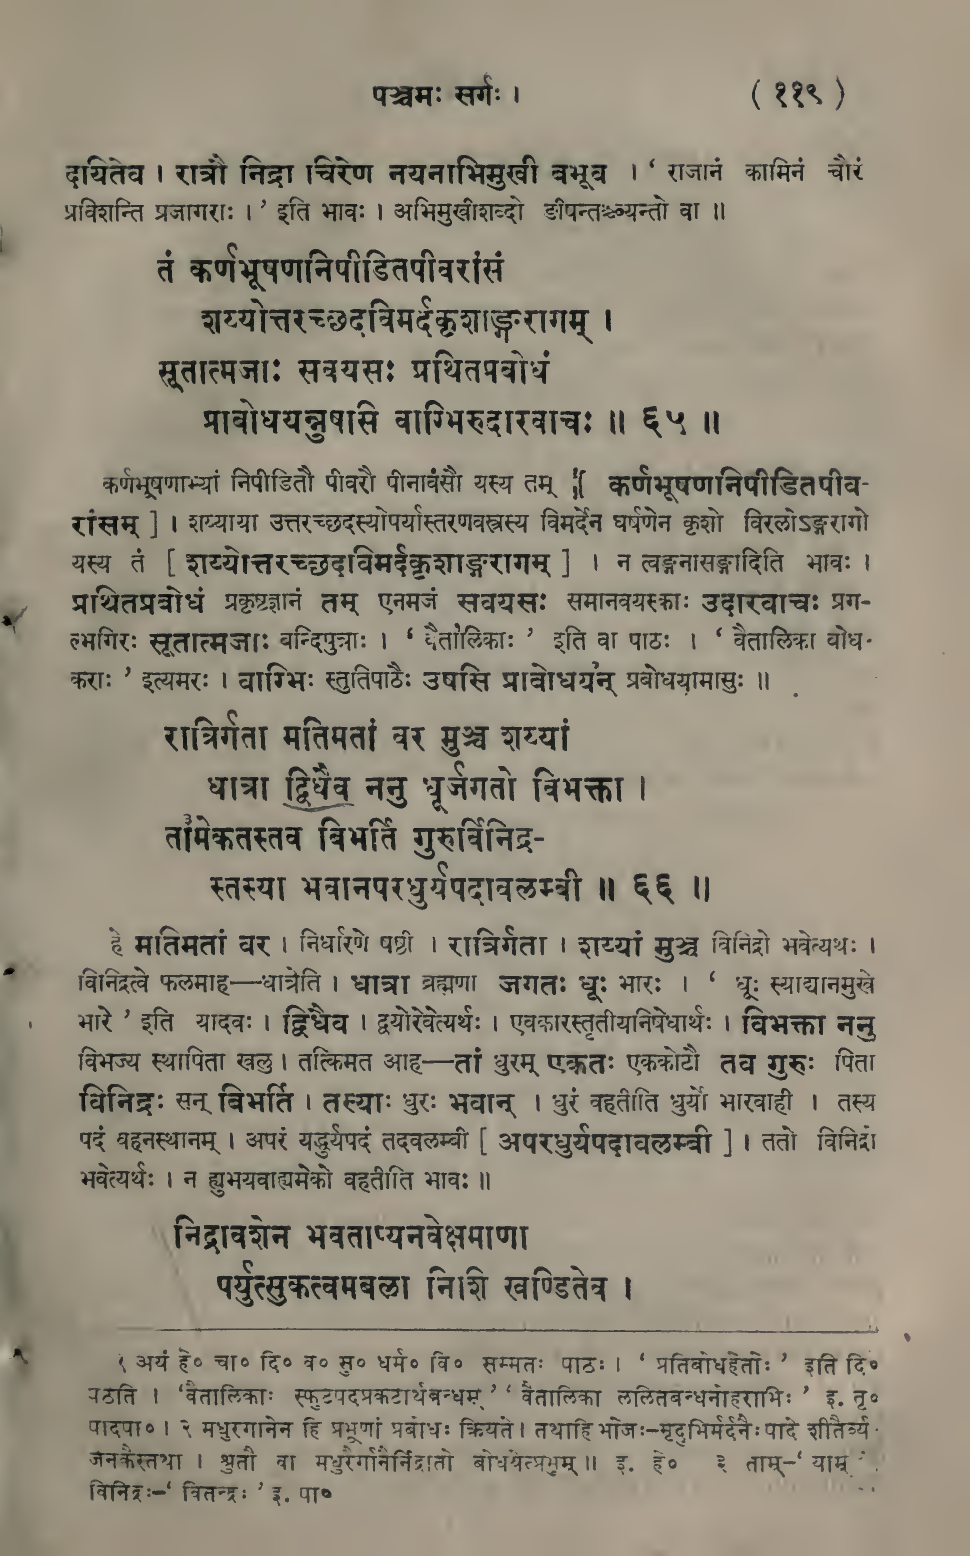 पञ्चमः सर्गः । ( ११९ )
दायितेव । रात्रौ निद्रा चिरेण नयनाभिमुखी बभूव । ‘ राजानं कामिनं चौरं
प्रविशन्ति प्रजागराः । ’ इति भावः । अभिमुखीशब्दो ङीपन्तश्च्व्यन्तो वा ॥
तं कर्णभूषणनिपीडितपीवरांसं
शय्योत्तरच्छदविमर्दकृशाङ्गरागम् ।
सूतात्मजाः सवयसः प्रथितप्रबोधं
प्राबोधयन्नुषसि वाग्भिरुदारवाचः ॥ ६५ ॥
कर्णभूषणाभ्यां निपीडितौ पीवरौ पीनावंसौ यस्य तम् [ कर्णभूषणनिपीडितपीव-
रांसम् ] । शय्याया उत्तरच्छदस्योपर्यास्तरणवस्त्रस्य विमर्देन घर्षणेन कृशो विरलोऽङ्गरागो
यस्य तं [ शय्योत्तरच्छदविमर्दकृशाङ्गरागम् ] । न त्वङ्गनासङ्गादिति भावः ।
प्रथितप्रबोधं प्रकृष्टज्ञानं तम् एनमजं सवयसः समानवयस्काः उदारवाचः प्रग-
ल्भगिरः सूतात्मजाः बन्दिपुत्राः । ‘ वैतालिकाः ’ इति वा पाठः । ‘ वैतालिका बोध-
कराः ’ इत्यमरः । वाग्भिः स्तुतिपाठैः उषसि प्राबोधयन् प्रबोधयामासुः ॥
रात्रिर्गता मतिमतां वर मुञ्च शय्यां
धात्रा द्विधैव ननु धूर्जगतो विभक्ता ।
तामेकतस्तव बिभर्ति गुरुर्विनिद्र-
स्तस्या भवानपरधुर्यपदावलम्बी ॥ ६६ ॥
हे मतिमतां वर । निर्धारणे षष्ठी । रात्रिर्गता । शय्यां मुञ्च विनिद्रो भवेत्यर्थः ।
विनिद्रत्वे फलमाह—धात्रेति । धात्रा ब्रह्मणा जगतः धूः भारः । ‘ धूः स्याद्यानमुखे
भारे ’ इति यादवः । द्विधैव । द्वयोरेवेत्यर्थः । एवकारस्तृतीयनिषेधार्थः । विभक्ता ननु
विभज्य स्थापिता खलु । तत्किमत आह—तां धुरम् एकतः एककोटौ तव गुरुः पिता
विनिद्रः सन् बिभर्ति । तस्याः धुरः भवान् । धुरं वहतीति धुर्यो भारवाही । तस्य
पदं वहनस्थानम् । अपरं यद्धुर्यपदं तदवलम्बी [ अपरधुर्यपदावलम्बी ] । ततो विनिद्रो
भवेत्यर्थः । न ह्युभयवाह्यमेको वहतीति भावः ॥
निद्रावशेन भवताप्यनवेक्षमाणा
पर्युत्सुकत्वमबला निशि खण्डितेव ।
१ अयं हे० चा० दि० व० सु० धर्म० वि० सम्मतः पाठः । ‘ प्रतिबोधहेतोः ’ इति दि०
पठति । ‘वैतालिकाः स्फुटपदप्रकटार्थबन्धम् ’ ‘ वैतालिका ललितबन्धनोहराभिः ’ इ. तृ०
पादपा० । २ मधुरगानेन हि प्रभूणां प्रबोधः क्रियते । तथाहि भोजः–मृदुभिर्मर्दनैः पादे शीतैर्व्य-
जनकैस्तथा । श्रुतौ वा मधुरैर्गानैर्निद्रातो बोधयेत्प्रभुम् ॥ इ. हे० ३ ताम्–‘ याम् ’
विनिद्रः–‘ वितन्द्रः ’ इ. पा०